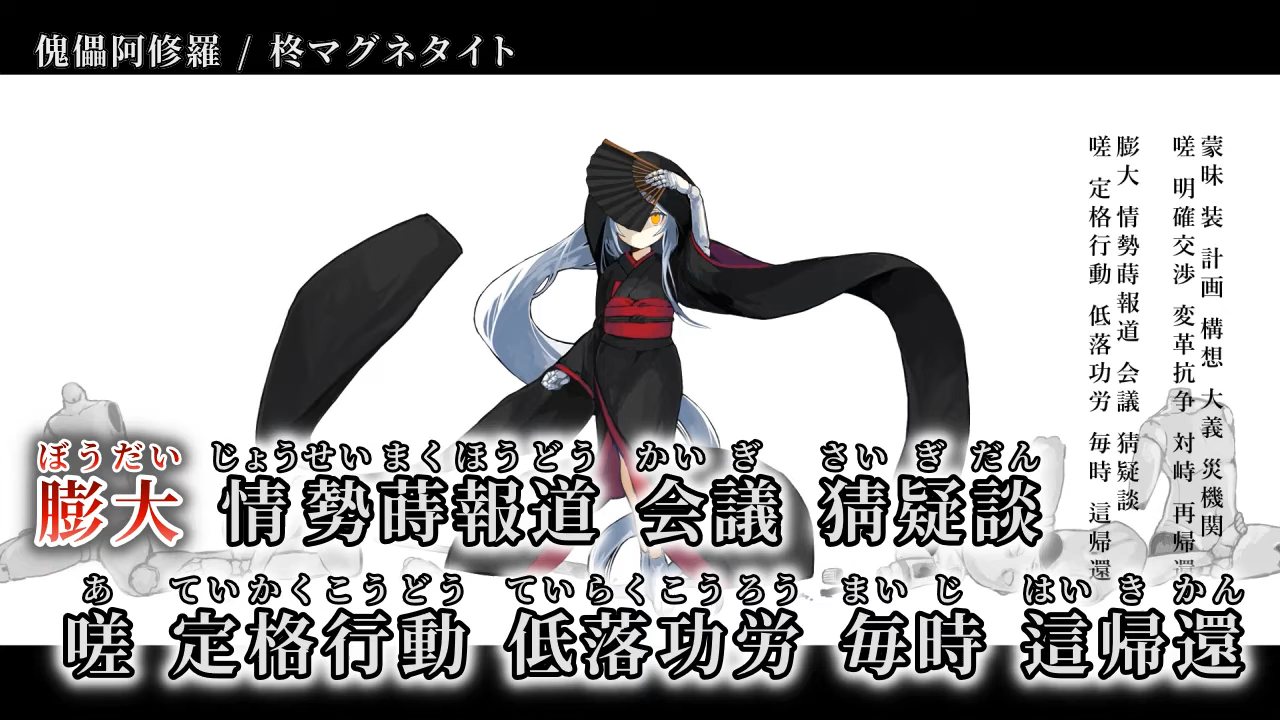 傀儡阿修羅 / 柊マグネタイト
蒙昧 装 計画 構想 大義 災機関
嗟 明確交渉 変革抗争 対峙 再帰還
膨大 情勢蒔報道 会議 猜疑談
嗟 定格行動 低落功労 毎時 這帰還
ぼうだい じょうせいまくほうどう かいぎ さいぎだん
膨大 情勢蒔報道 会議 猜疑談
あ ていかくこうどう ていらくこうろう まいじ はいきかん
嗟 定格行動 低落功労 毎時 這帰還